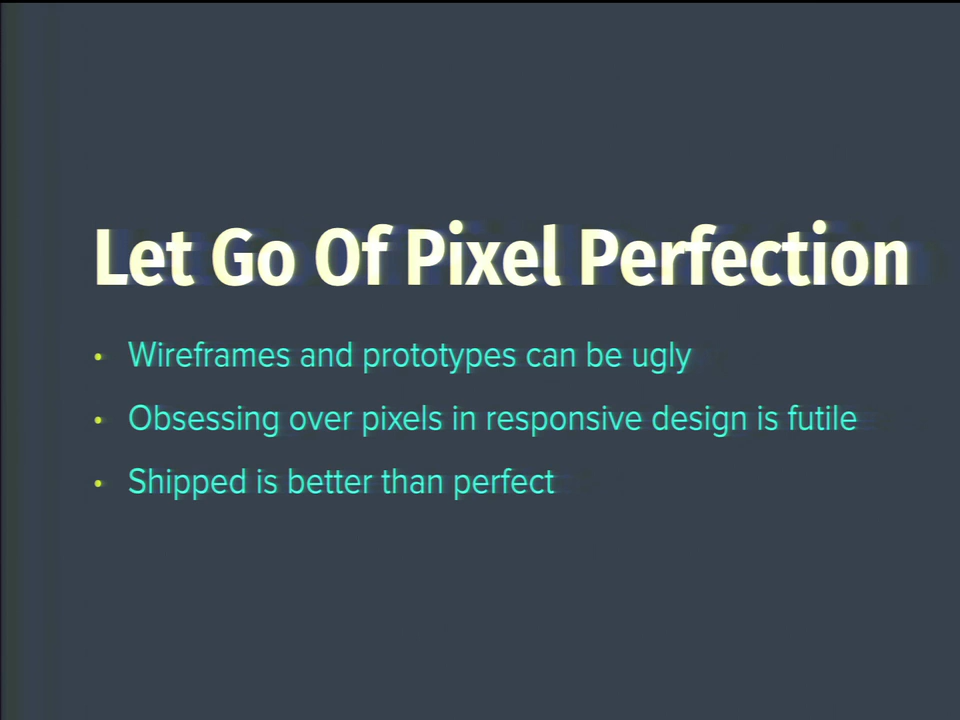 Let Go Of Pixel Perfection
• Wireframes and prototypes can be ugly
• Obsessing over pixels in responsive design is futile
• Shipped is better than perfect